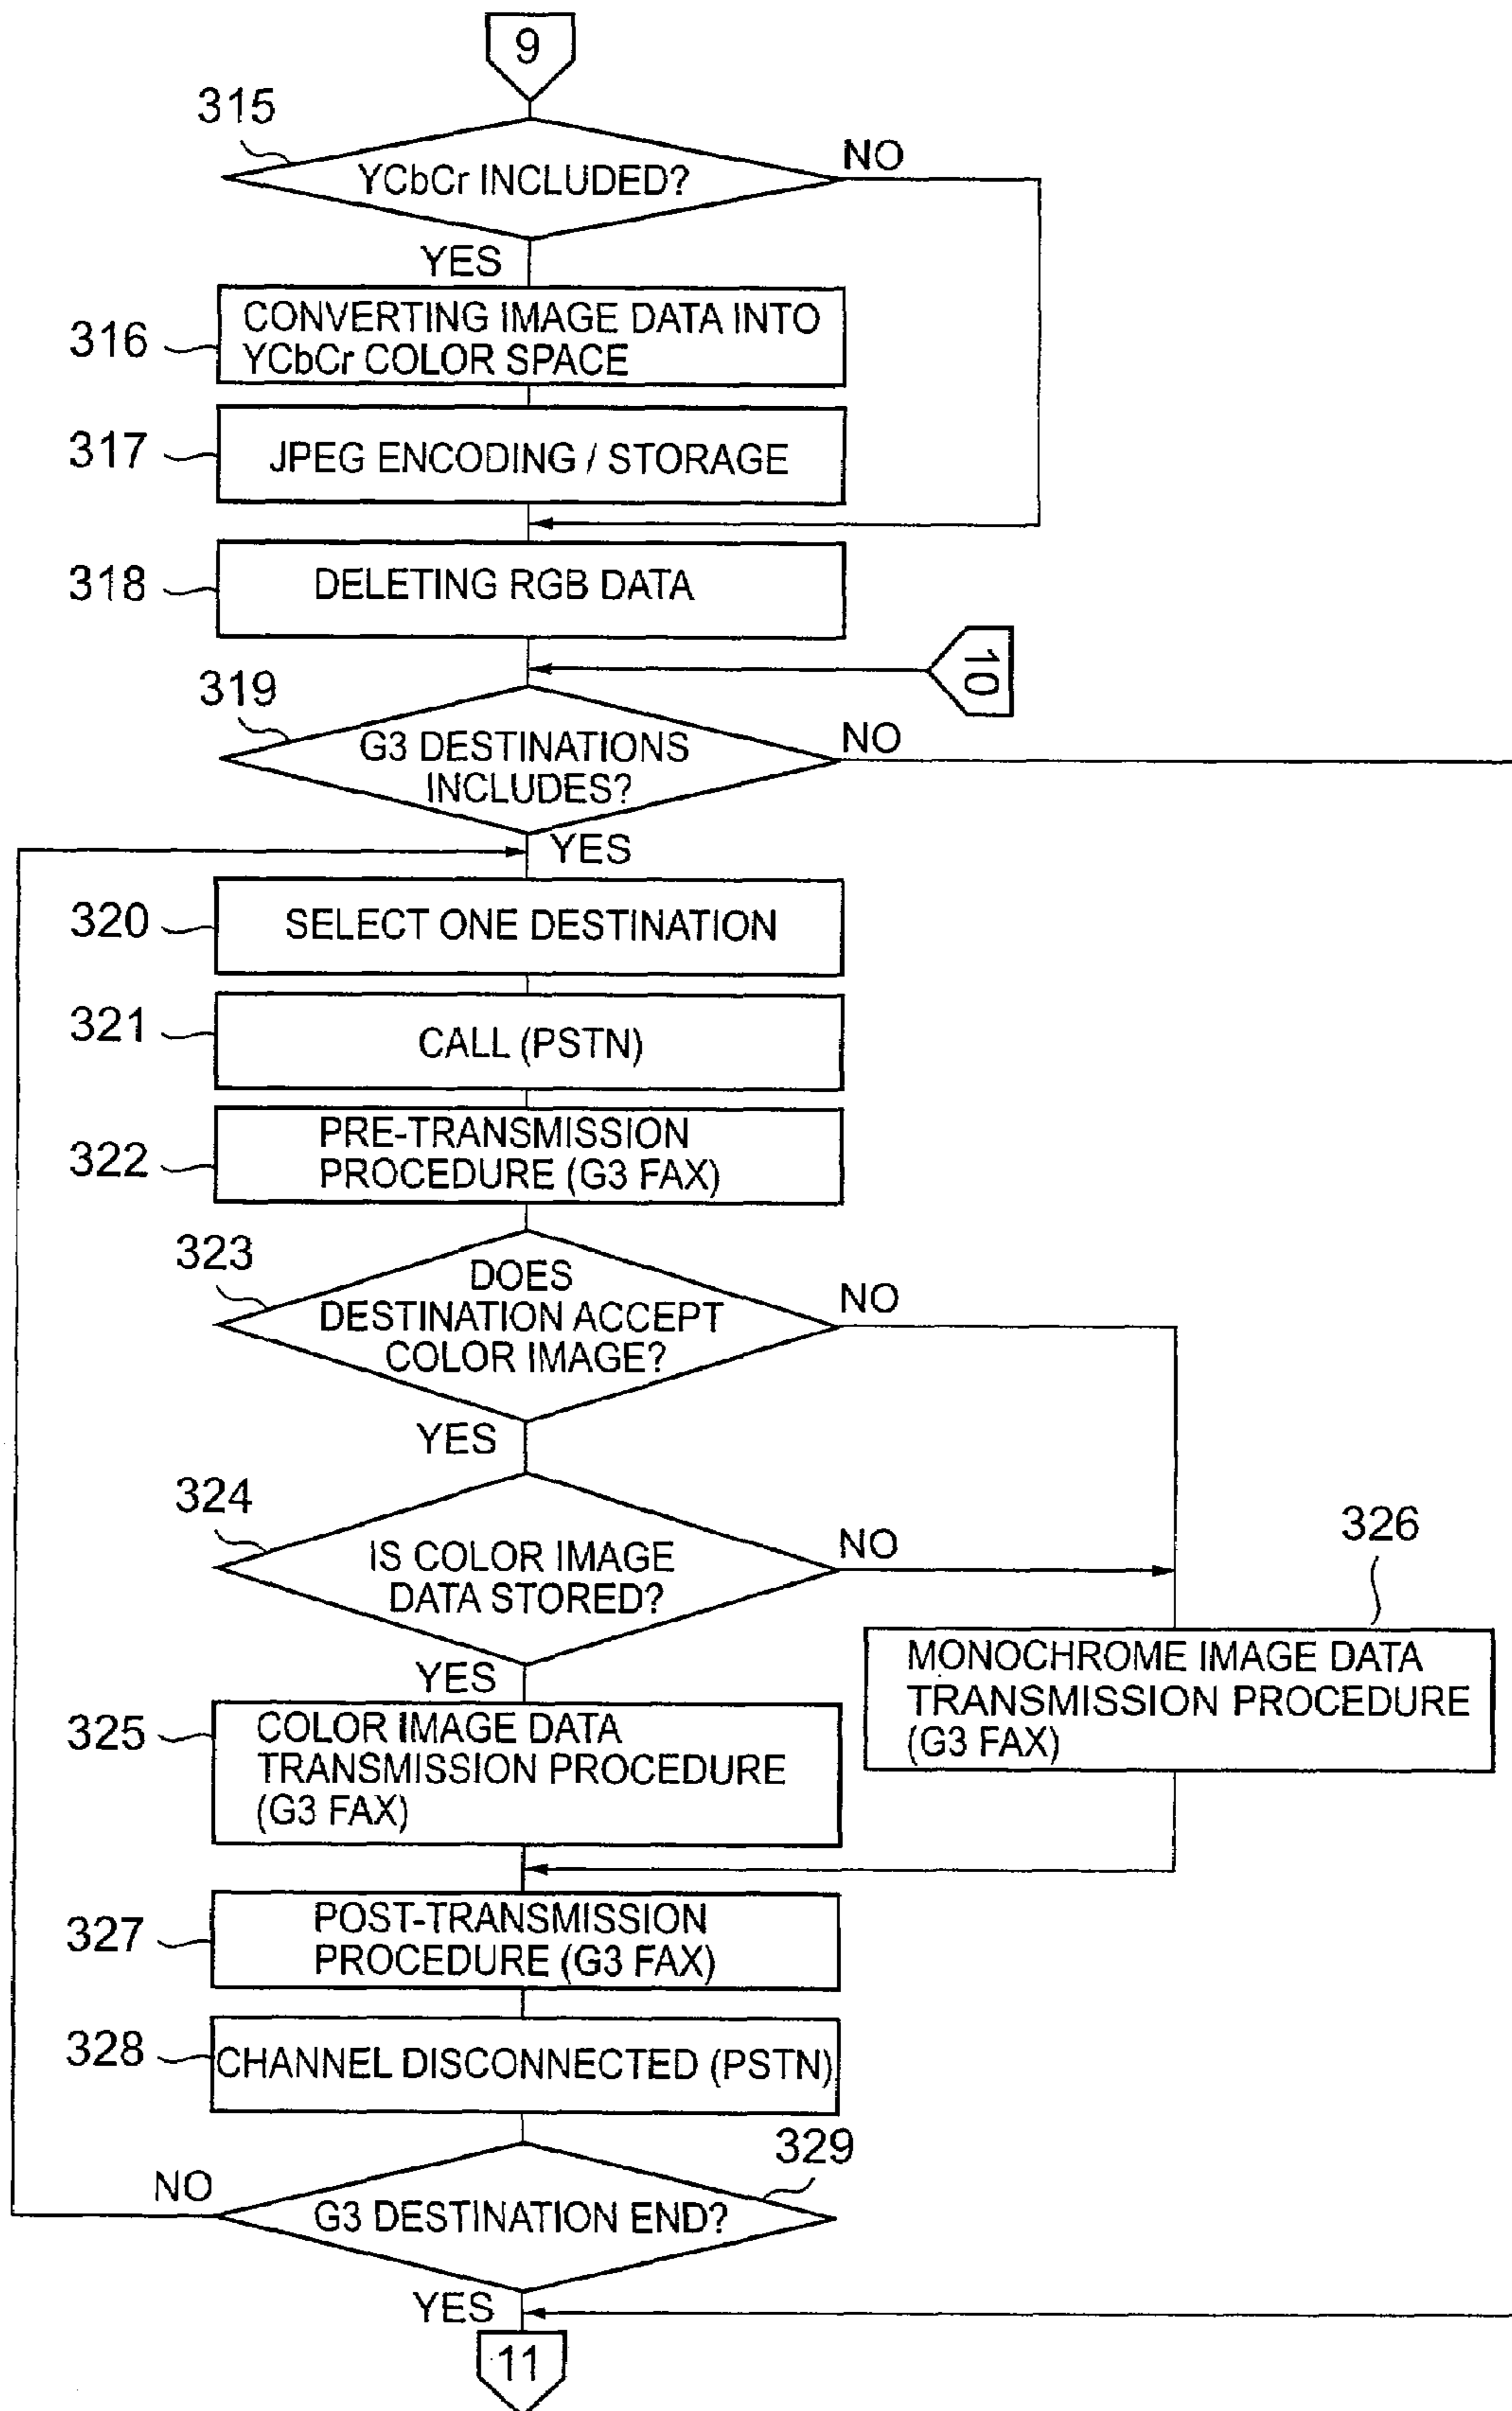 9
315
YCbCr INCLUDED?
NO
YES
316
CONVERTING IMAGE DATA INTO
YCbCr COLOR SPACE
317
JPEG ENCODING / STORAGE
318
DELETING RGB DATA
10
319
G3 DESTINATIONS
INCLUDES?
NO
YES
320
SELECT ONE DESTINATION
321
CALL (PSTN)
322
PRE-TRANSMISSION
PROCEDURE (G3 FAX)
323
DOES
DESTINATION ACCEPT
COLOR IMAGE?
NO
YES
324
IS COLOR IMAGE
DATA STORED?
NO
YES
326
MONOCHROME IMAGE DATA
TRANSMISSION PROCEDURE
(G3 FAX)
325
COLOR IMAGE DATA
TRANSMISSION PROCEDURE
(G3 FAX)
327
POST-TRANSMISSION
PROCEDURE (G3 FAX)
328
CHANNEL DISCONNECTED (PSTN)
329
G3 DESTINATION END?
NO
YES
11